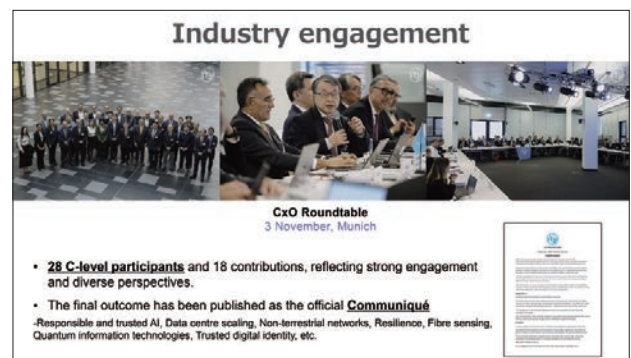 Industry engagement
CxO Roundtable
3 November, Munich
• 28 C-level participants and 18 contributions, reflecting strong engagement
and diverse perspectives.
• The final outcome has been published as the official Communiqué
-Responsible and trusted AI, Data centre scaling, Non-terrestrial networks, Resilience, Fibre sensing,
Quantum information technologies, Trusted digital identity, etc.